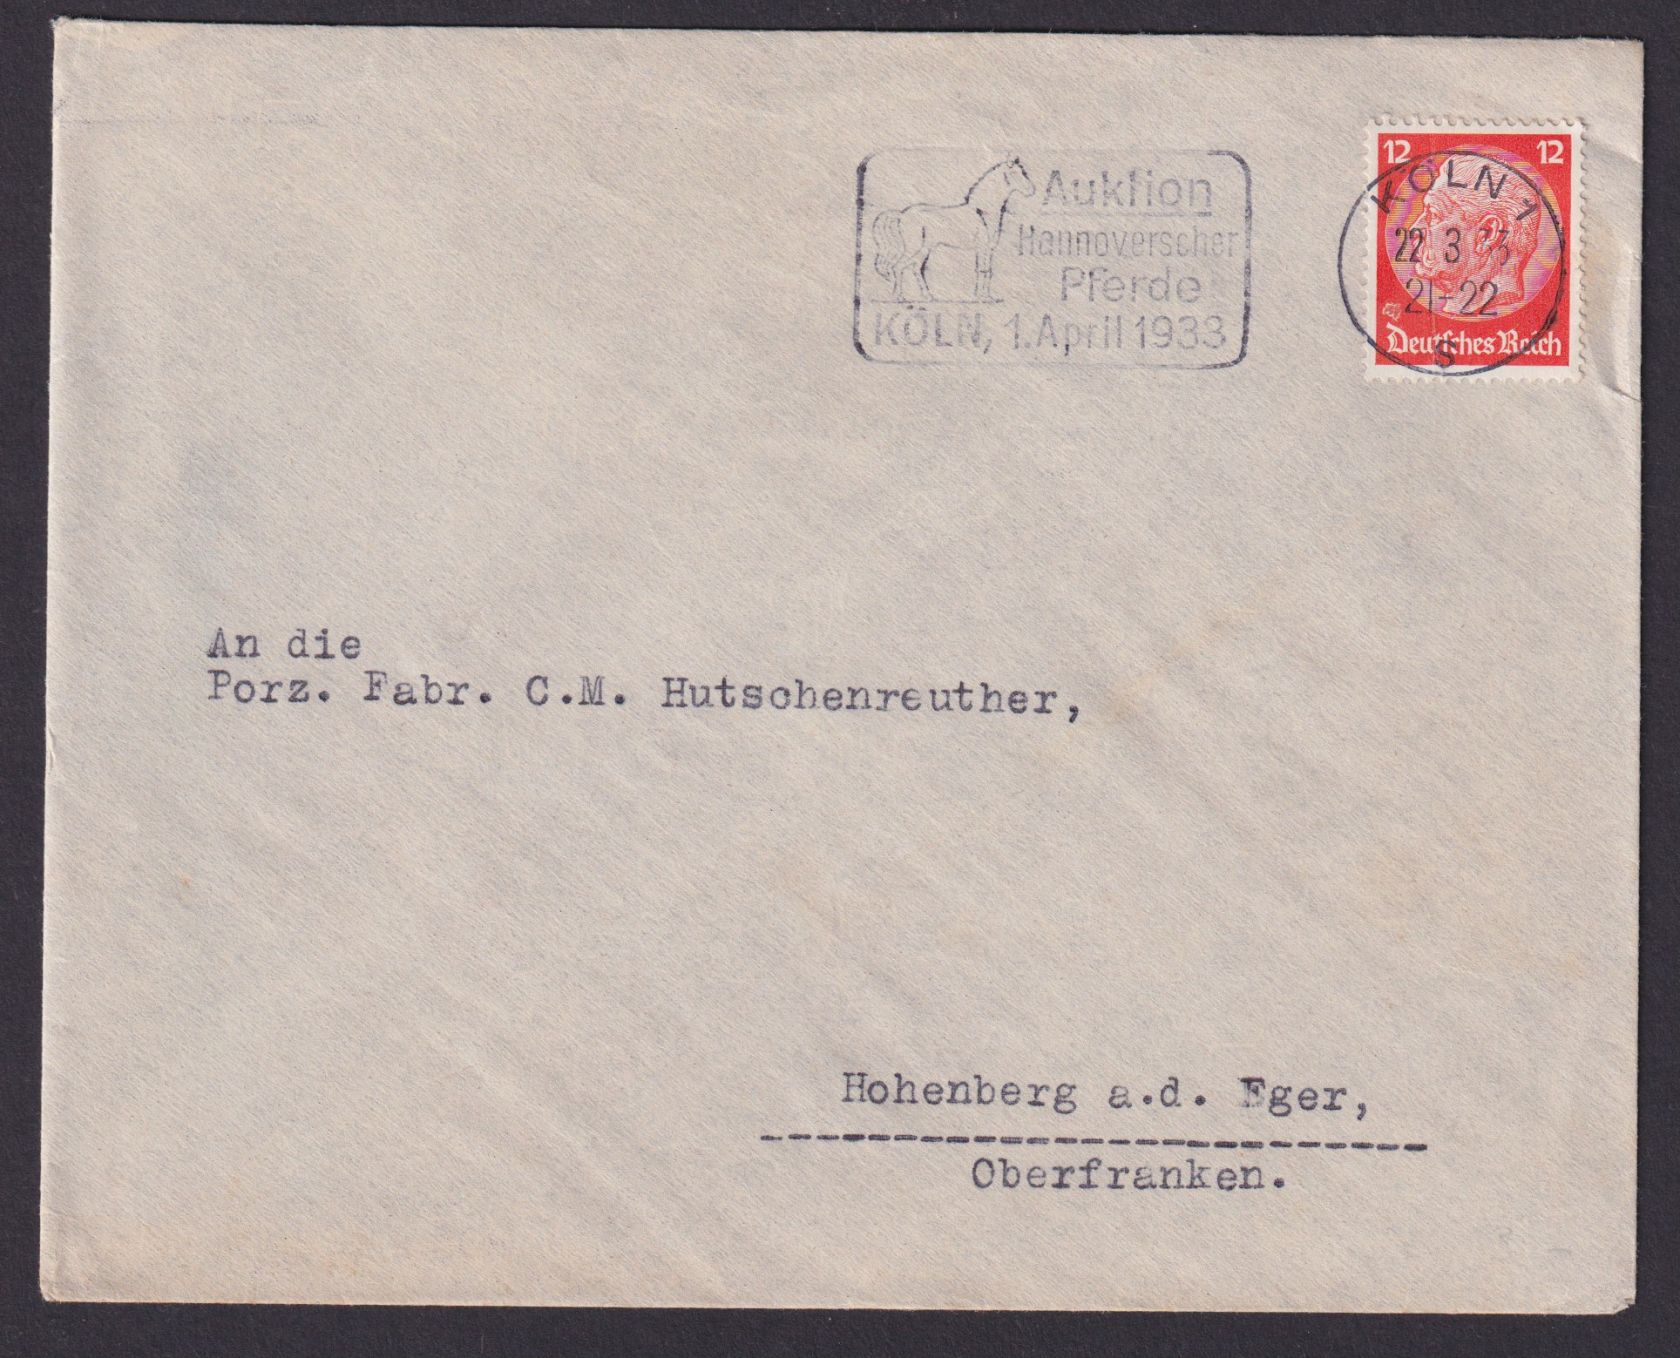 Auktion
Hannoverscher
Pferde
KÖLN, 1. April 1933
12 12
KÖLN 1
22 3 33
21-22
s
Deutsches Reich
An die
Porz. Fabr. C.M. Hutschenreuther,
Hohenberg a.d. Eger,
Oberfranken.